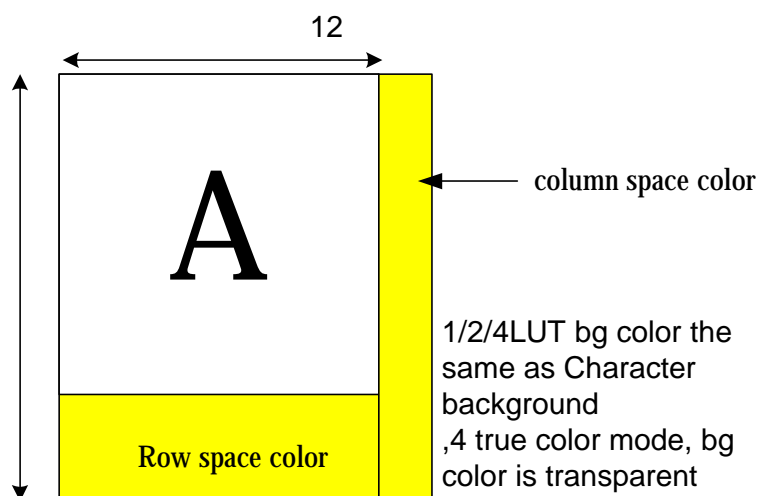 12
A
column space color
1/2/4LUT bg color the
same as Character
background
,4 true color mode, bg
color is transparent
Row space color